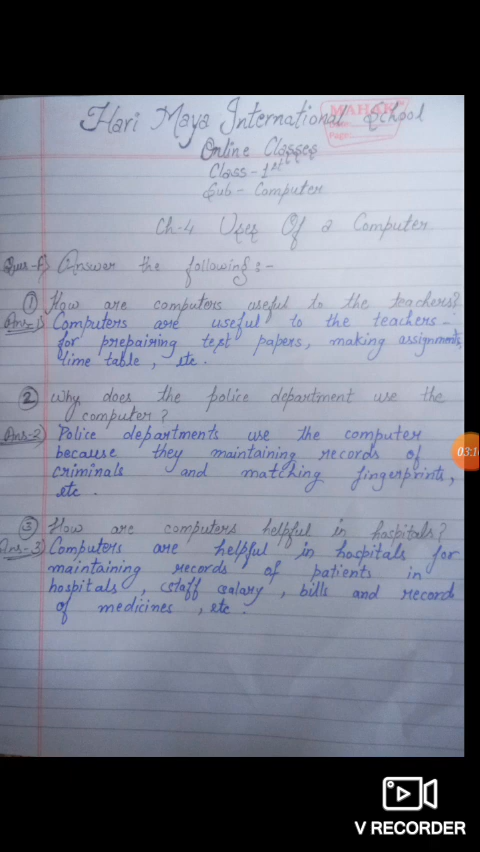 MAHAK
Hari Maya International School
Page:
Online Classes
Class - 1st
Sub - Computer
Ch-4 Uses Of a Computer
Answer the following :-
① How are computers useful to the teachers?
Ans-1) Computers are useful to the teachers -
for prepairing test papers, making assignments,
time table, etc.
② Why does the police department use the
computer?
Ans-2) Police departments use the computer
because they maintaining records of
criminals and matching fingerprints,
etc.
③ How are computers helpful in hospitals?
Ans-3) Computers are helpful in hospitals for
maintaining records of patients in
hospitals, staff salary, bills and record
of medicines, etc.
03:1
V RECORDER